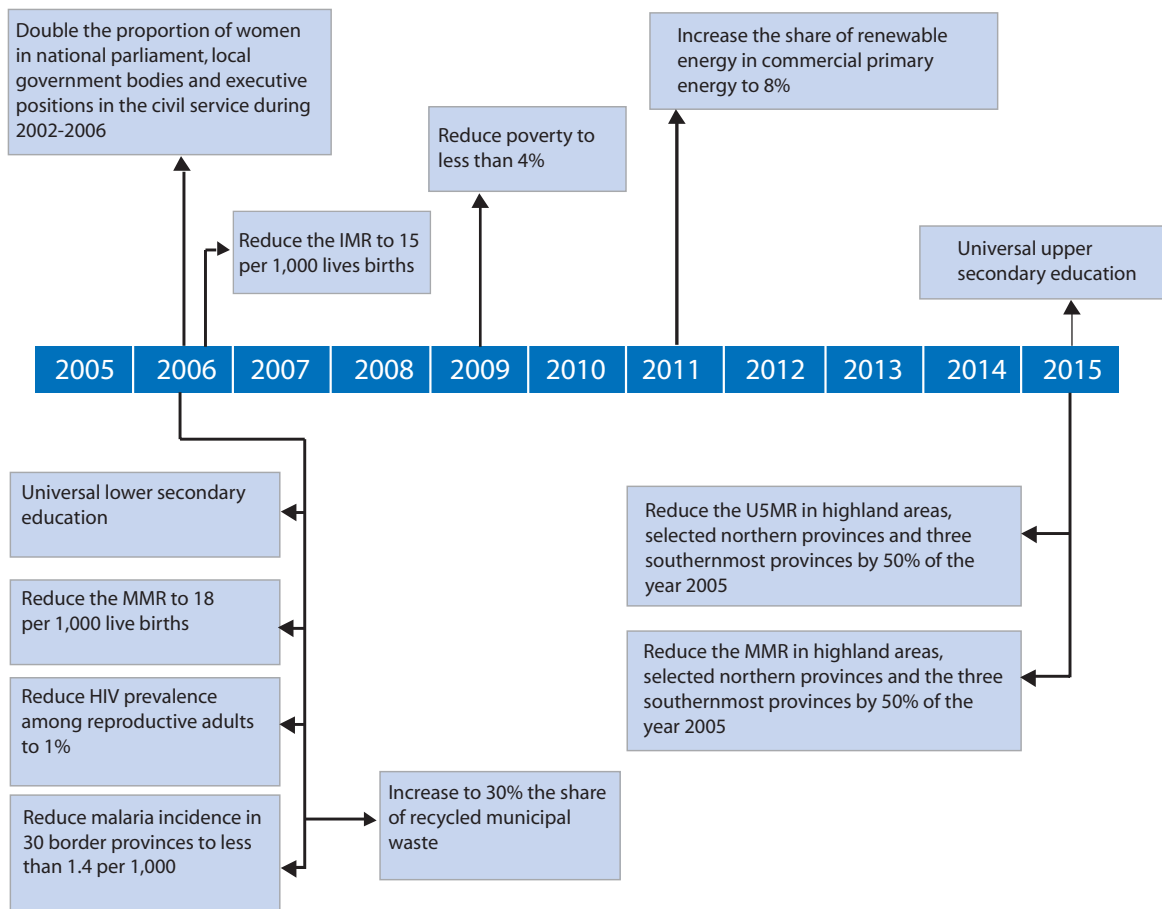 Double the proportion of women
in national parliament, local
government bodies and executive
positions in the civil service during
2002-2006
Increase the share of renewable
energy in commercial primary
energy to 8%
Reduce poverty to
less than 4%
Reduce the IMR to 15
per 1,000 lives births
Universal upper
secondary education
2005 2006 2007 2008 2009 2010 2011 2012 2013 2014 2015
Universal lower secondary
education
Reduce the MMR to 18
per 1,000 live births
Reduce HIV prevalence
among reproductive adults
to 1%
Reduce malaria incidence in
30 border provinces to less
than 1.4 per 1,000
Increase to 30% the share
of recycled municipal
waste
Reduce the U5MR in highland areas,
selected northern provinces and three
southernmost provinces by 50% of the
year 2005
Reduce the MMR in highland areas,
selected northern provinces and the three
southernmost provinces by 50% of the
year 2005